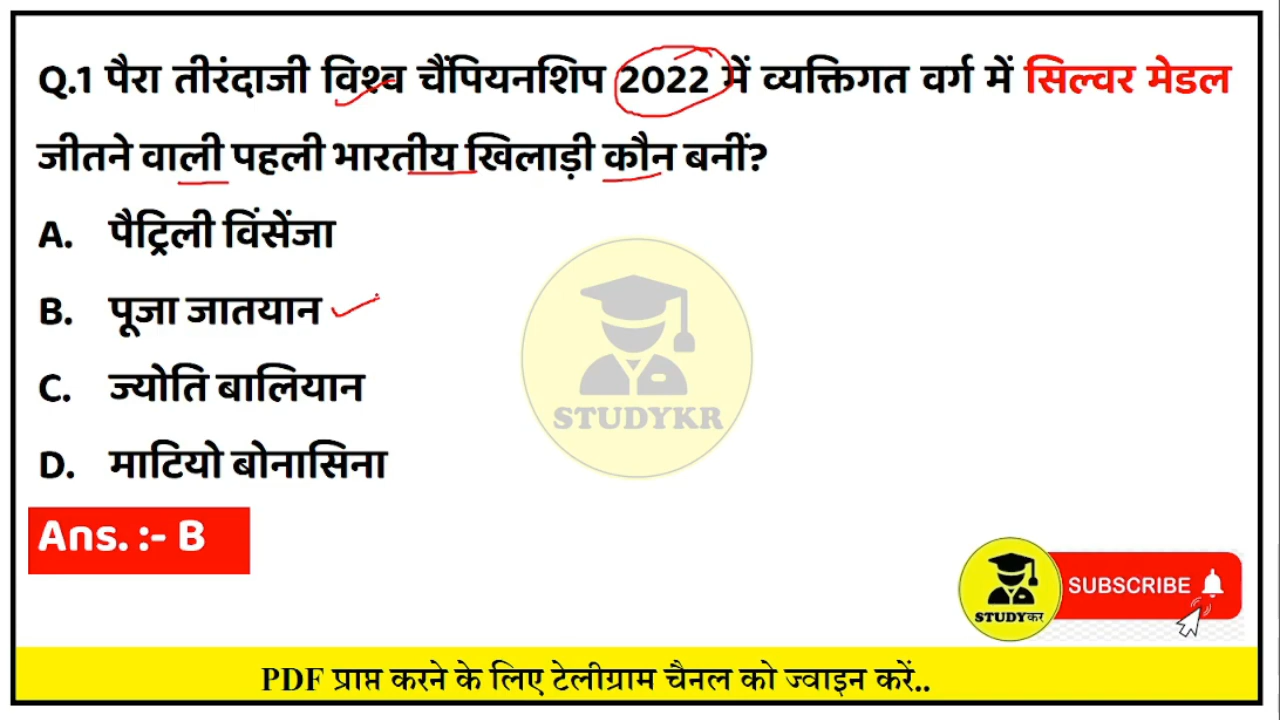 Q.1 पैरा तीरंदाजी विश्व चैंपियनशिप 2022 में व्यक्तिगत वर्ग में सिल्वर मेडल
जीतने वाली पहली भारतीय खिलाड़ी कौन बनीं?
A. पैट्रिली विंसेंजा
B. पूजा जातयान
C. ज्योति बालियान
D. माटियो बोनासिना
STUDYKR
Ans. :- B
SUBSCRIBE
STUDYकर
PDF प्राप्त करने के लिए टेलीग्राम चैनल को ज्वाइन करें..